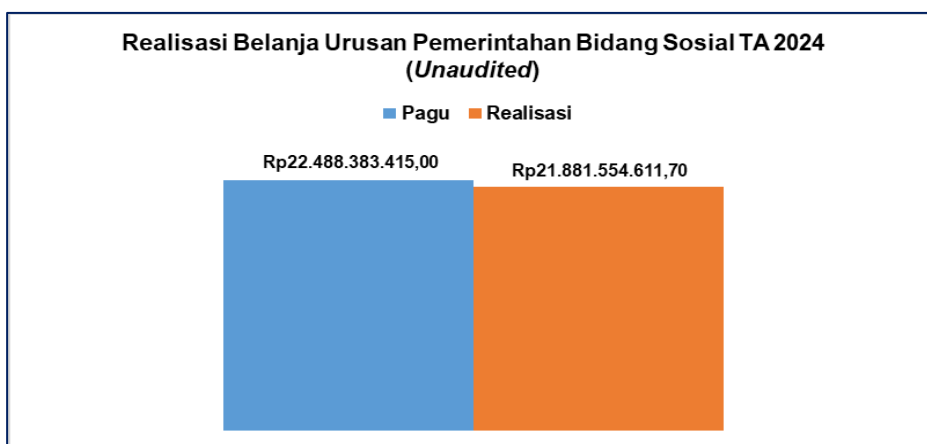 Realisasi Belanja Urusan Pemerintahan Bidang Sosial TA 2024
(Unaudited)
Pagu Realisasi
Rp22.488.383.415,00
Rp21.881.554.611,70